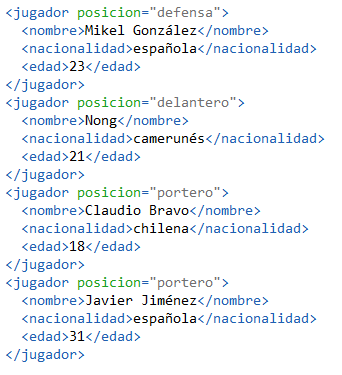 <jugador posicion="defensa">
  <nombre>Mikel González</nombre>
  <nacionalidad>española</nacionalidad>
  <edad>23</edad>
</jugador>
<jugador posicion="delantero">
  <nombre>Nong</nombre>
  <nacionalidad>camerunés</nacionalidad>
  <edad>21</edad>
</jugador>
<jugador posicion="portero">
  <nombre>Claudio Bravo</nombre>
  <nacionalidad>chilena</nacionalidad>
  <edad>18</edad>
</jugador>
<jugador posicion="portero">
  <nombre>Javier Jiménez</nombre>
  <nacionalidad>española</nacionalidad>
  <edad>31</edad>
</jugador>